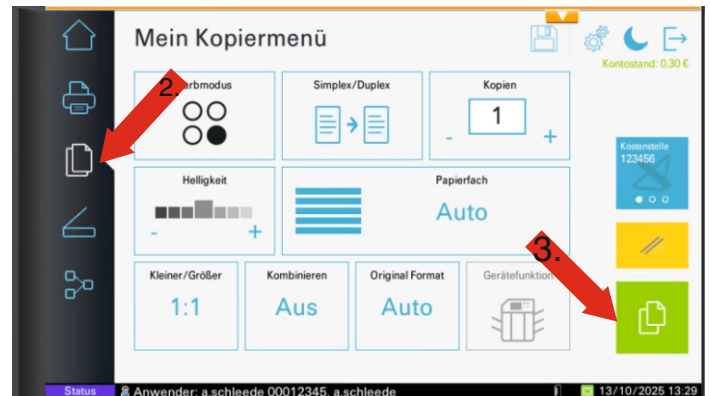 Mein Kopiermenü
Kontostand: 0,30 €
2.
rbmodus
Simplex/Duplex
Kopien
1
-
+
Kostenstelle
123456
Helligkeit
-
+
Papierfach
Auto
3.
Kleiner/Größer
1:1
Kombinieren
Aus
Original Format
Auto
Gerätefunktion
Status
Anwender: a.schleede 00012345, a.schleede
13/10/2025 13:29